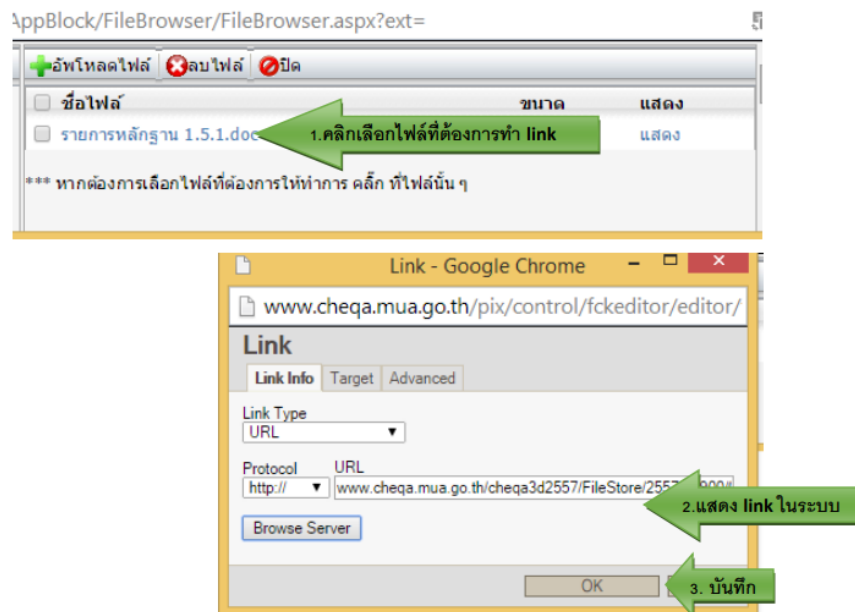 AppBlock/FileBrowser/FileBrowser.aspx?ext=
อัพโหลดไฟล์ ลบไฟล์ ปิด
ชื่อไฟล์ ขนาด แสดง
รายการหลักฐาน 1.5.1.doc 1.คลิกเลือกไฟล์ที่ต้องการทำ link แสดง
*** หากต้องการเลือกไฟล์ที่ต้องการให้ทำการ คลิ๊ก ที่ไฟล์นั้น ๆ
Link - Google Chrome
www.cheqa.mua.go.th/pix/control/fckeditor/editor/
Link
Link Info Target Advanced
Link Type
URL
Protocol URL
http:// www.cheqa.mua.go.th/cheqa3d2557/FileStore/255
2.แสดง link ในระบบ
Browse Server
OK 3. บันทึก